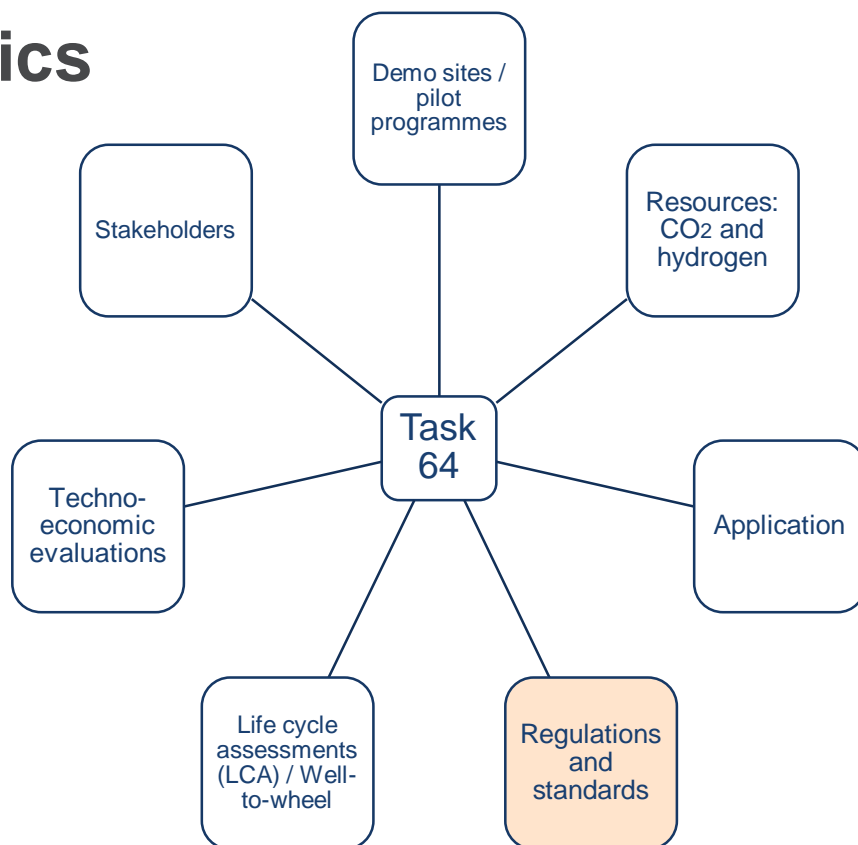 ics
Demo sites /
pilot
programmes
Resources:
CO2 and
hydrogen
Stakeholders
Task
64
Application
Techno-
economic
evaluations
Regulations
and
standards
Life cycle
assessments
(LCA) / Well-
to-wheel